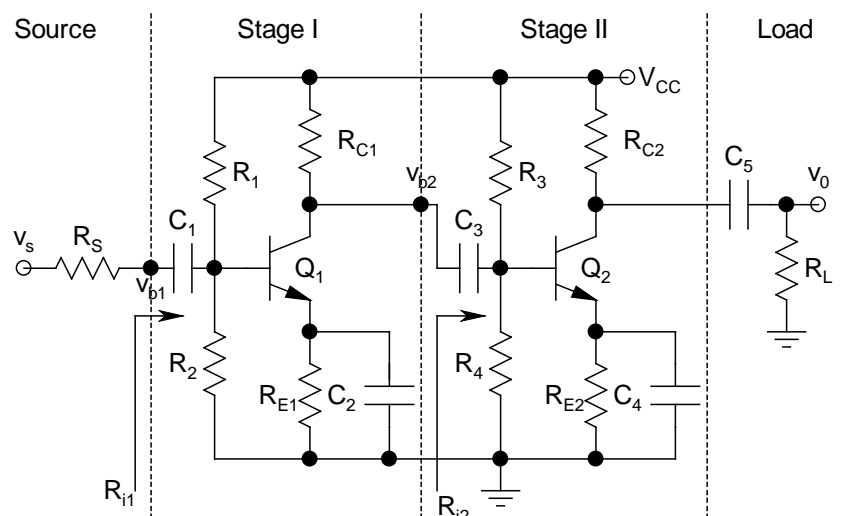 Source Stage I Stage II Load
V_CC
R_C1 R_C2
R_1 R_3 C_5
v_b2 v_0
C_1 C_3
v_s R_S Q_1 Q_2 R_L
v_b1
R_2 R_4
R_E1 C_2 R_E2 C_4
R_i1 R_i2